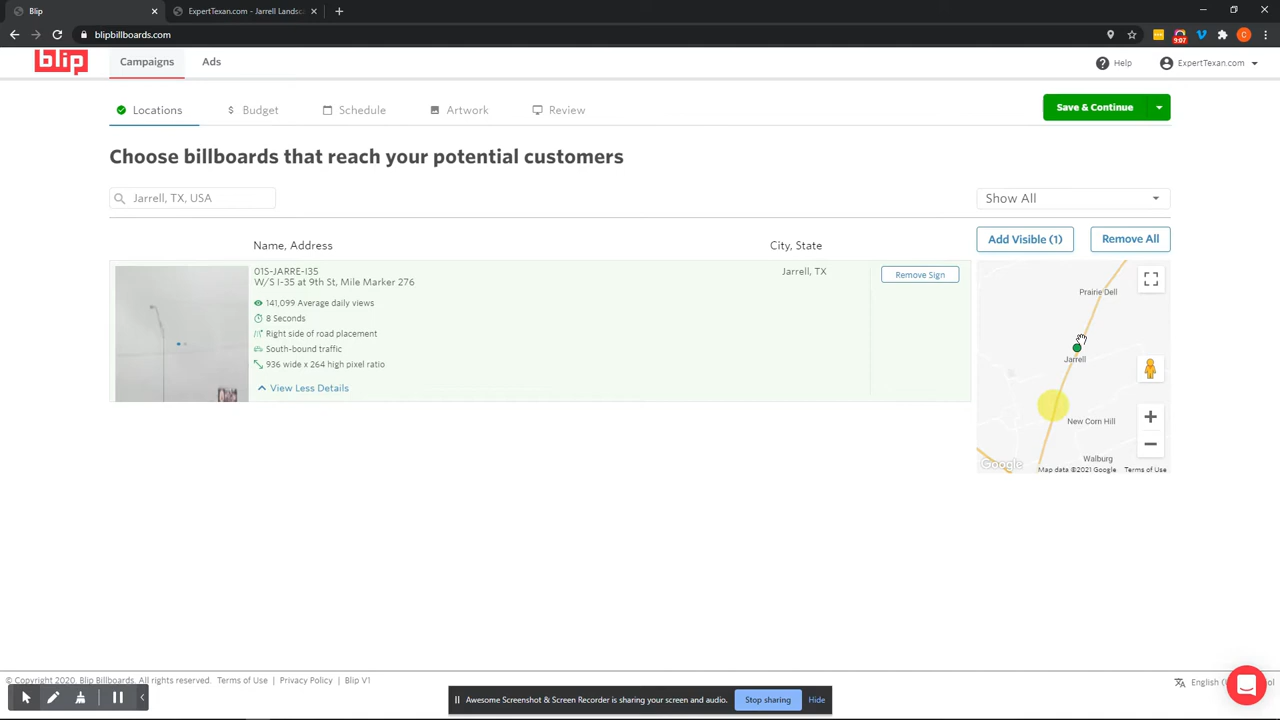 Blip
ExpertTexan.com - Jarrell Landsc
blipbillboards.com
9:07
C
blip
Campaigns
Ads
Help
ExpertTexan.com
Locations
Budget
Schedule
Artwork
Review
Save & Continue
Choose billboards that reach your potential customers
Jarrell, TX, USA
Show All
Name, Address
City, State
Add Visible (1)
Remove All
01S-JARRE-I35
W/S I-35 at 9th St, Mile Marker 276
141,099 Average daily views
8 Seconds
Right side of road placement
South-bound traffic
936 wide x 264 high pixel ratio
View Less Details
Jarrell, TX
Remove Sign
Prairie Dell
Jarrell
New Corn Hill
Walburg
Google
Map data ©2021 Google
Terms of Use
© Copyright 2020, Blip Billboards. All rights reserved.
Terms of Use | Privacy Policy | Blip V1
English
Awesome Screenshot & Screen Recorder is sharing your screen and audio.
Stop sharing
Hide